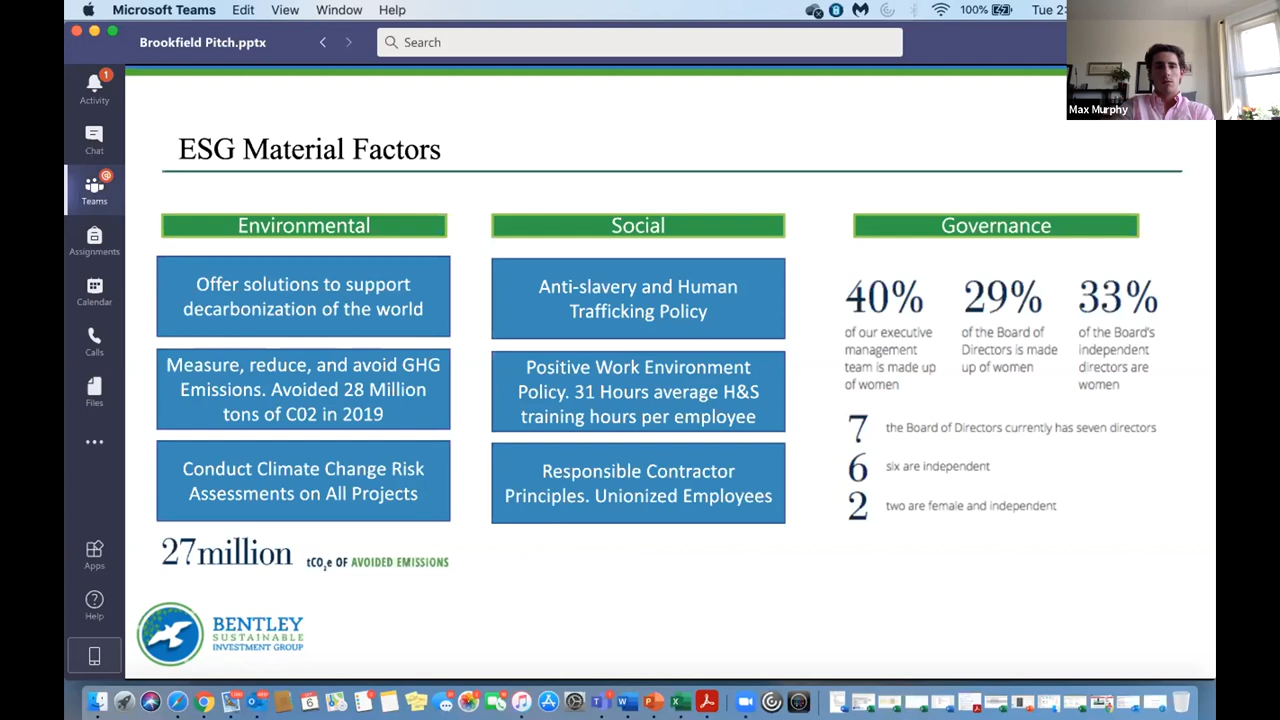 Microsoft Teams Edit View Window Help
100%
Tue 2:
Brookfield Pitch.pptx
Search
Max Murphy
1
Activity
Chat
Teams
Assignments
Calendar
Calls
Files
Apps
Help
ESG Material Factors
Environmental
Offer solutions to support
decarbonization of the world
Measure, reduce, and avoid GHG
Emissions. Avoided 28 Million
tons of C02 in 2019
Conduct Climate Change Risk
Assessments on All Projects
27million tCO₂e OF AVOIDED EMISSIONS
Social
Anti-slavery and Human
Trafficking Policy
Positive Work Environment
Policy. 31 Hours average H&S
training hours per employee
Responsible Contractor
Principles. Unionized Employees
Governance
40%
of our executive
management
team is made up
of women
29%
of the Board of
Directors is made
up of women
33%
of the Board's
independent
directors are
women
7 the Board of Directors currently has seven directors
6 six are independent
2 two are female and independent
BENTLEY
SUSTAINABLE
INVESTMENT GROUP